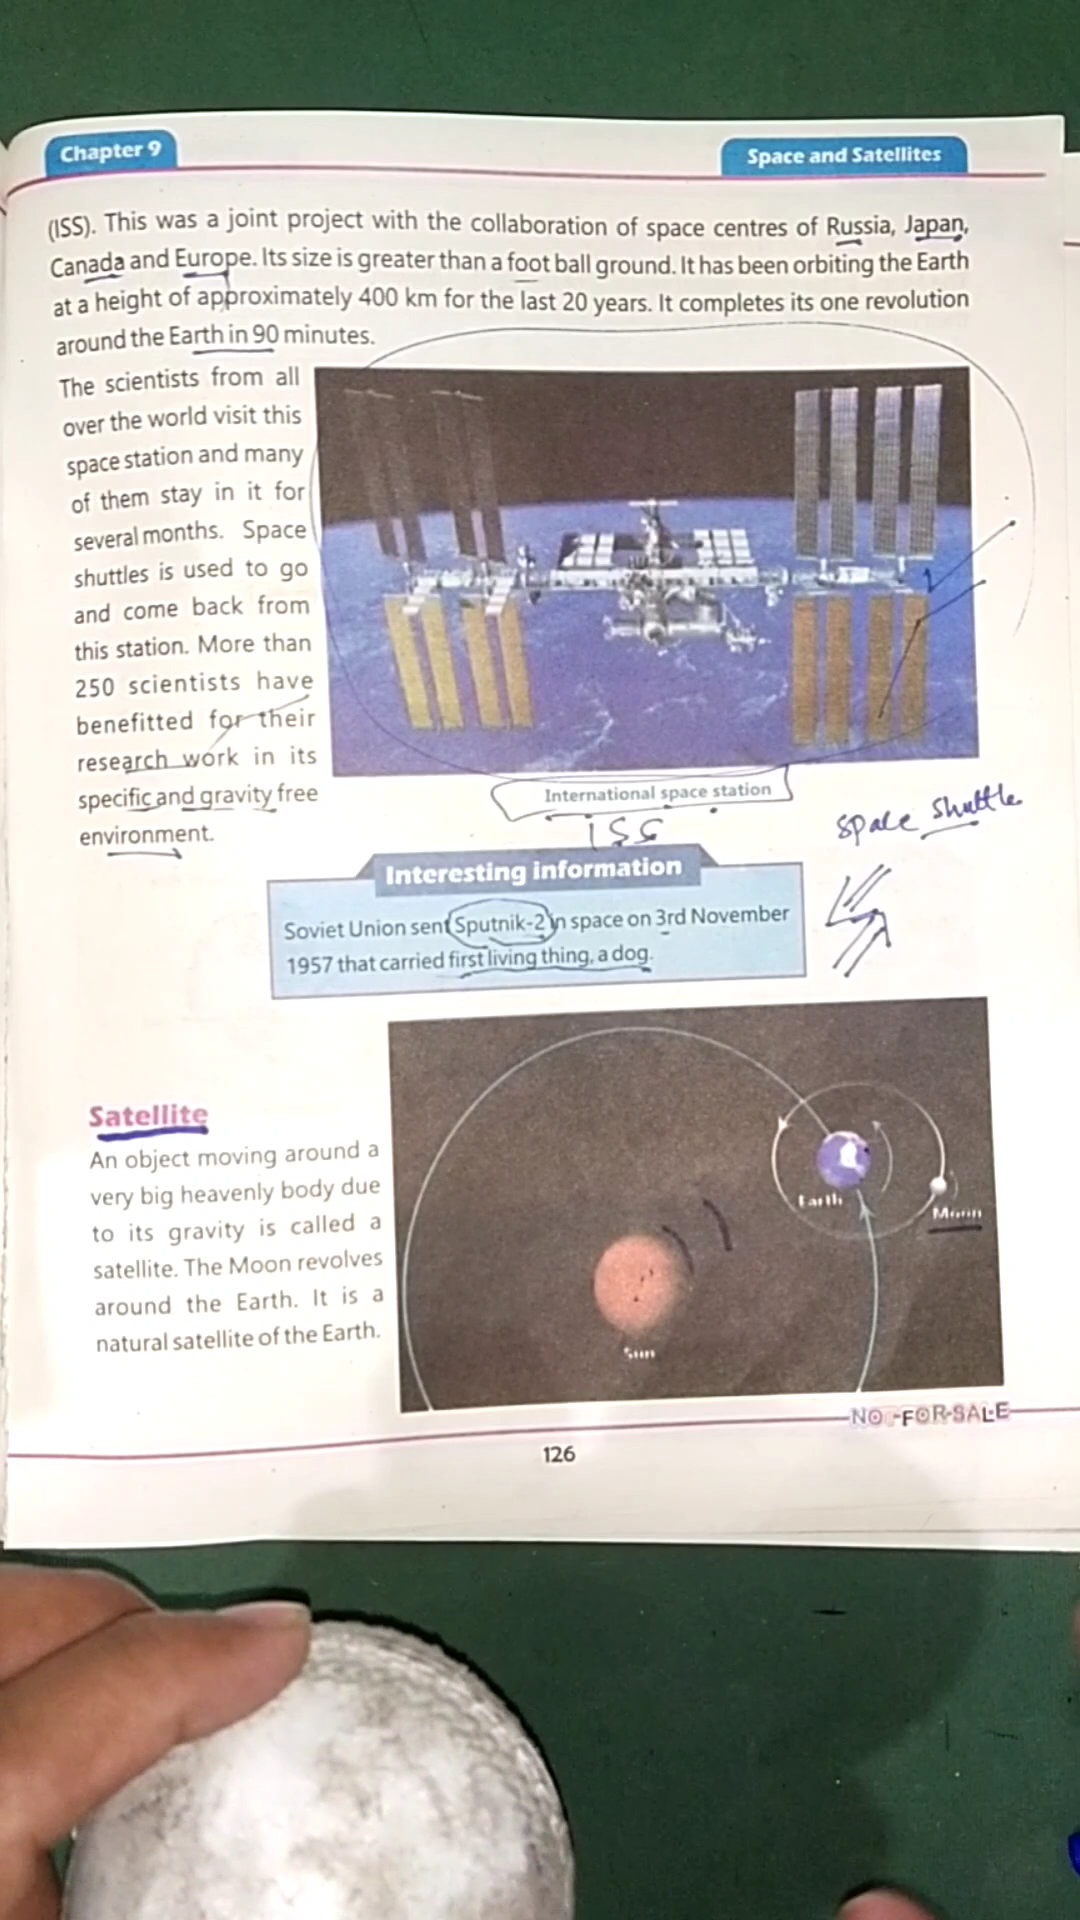 Chapter 9
Space and Satellites
(ISS). This was a joint project with the collaboration of space centres of Russia, Japan,
Canada and Europe. Its size is greater than a foot ball ground. It has been orbiting the Earth
at a height of approximately 400 km for the last 20 years. It completes its one revolution
around the Earth in 90 minutes.
The scientists from all
over the world visit this
space station and many
of them stay in it for
several months. Space
shuttles is used to go
and come back from
this station. More than
250 scientists have
benefitted for their
research work in its
specific and gravity free
environment.
International space station
ISS
space shuttle
Interesting information
Soviet Union sent Sputnik-2 in space on 3rd November
1957 that carried first living thing, a dog.
Satellite
An object moving around a
very big heavenly body due
to its gravity is called a
satellite. The Moon revolves
around the Earth. It is a
natural satellite of the Earth.
Earth
Moon
Sun
NOT FOR SALE
126